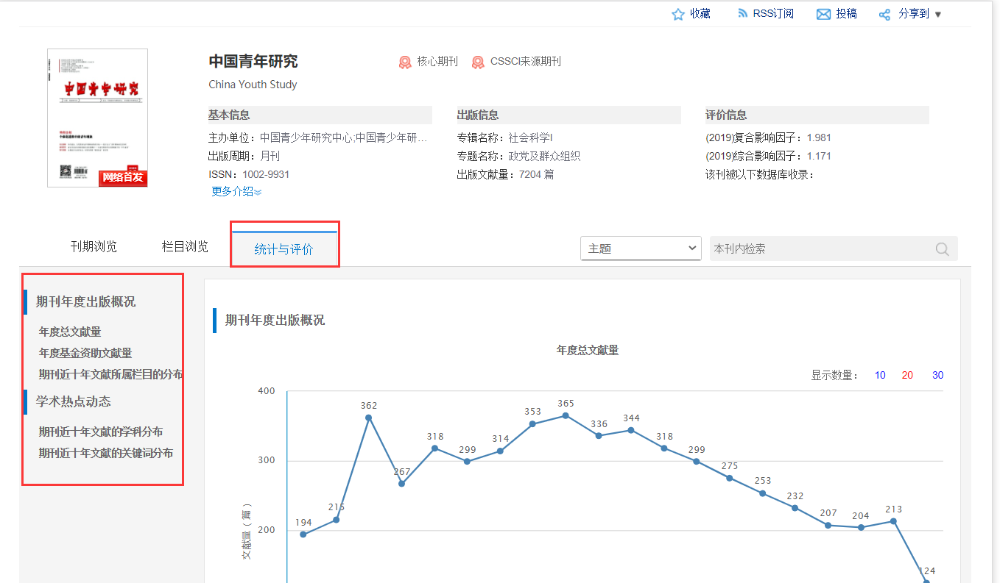 收藏 RSS订阅 投稿 分享到
中国青年研究 核心期刊 CSSCI来源期刊
China Youth Study
中国青年研究
网络首发
基本信息 出版信息 评价信息
主办单位：中国青少年研究中心;中国青少年研… 专辑名称：社会科学Ⅰ (2019)复合影响因子：1.981
出版周期：月刊 专题名称：政党及群众组织 (2019)综合影响因子：1.171
ISSN：1002-9931 出版文献量：7204 篇 该刊被以下数据库收录：
更多介绍
刊期浏览 栏目浏览 统计与评价 主题 本刊内检索
期刊年度出版概况
年度总文献量
年度基金资助文献量
期刊近十年文献所属栏目的分布
学术热点动态
期刊近十年文献的学科分布
期刊近十年文献的关键词分布
期刊年度出版概况
年度总文献量
显示数量： 10 20 30
400
300
200
文献量（篇）
194 215 362 267 318 299 314 353 365 336 344 318 299 275 253 232 207 204 213 124